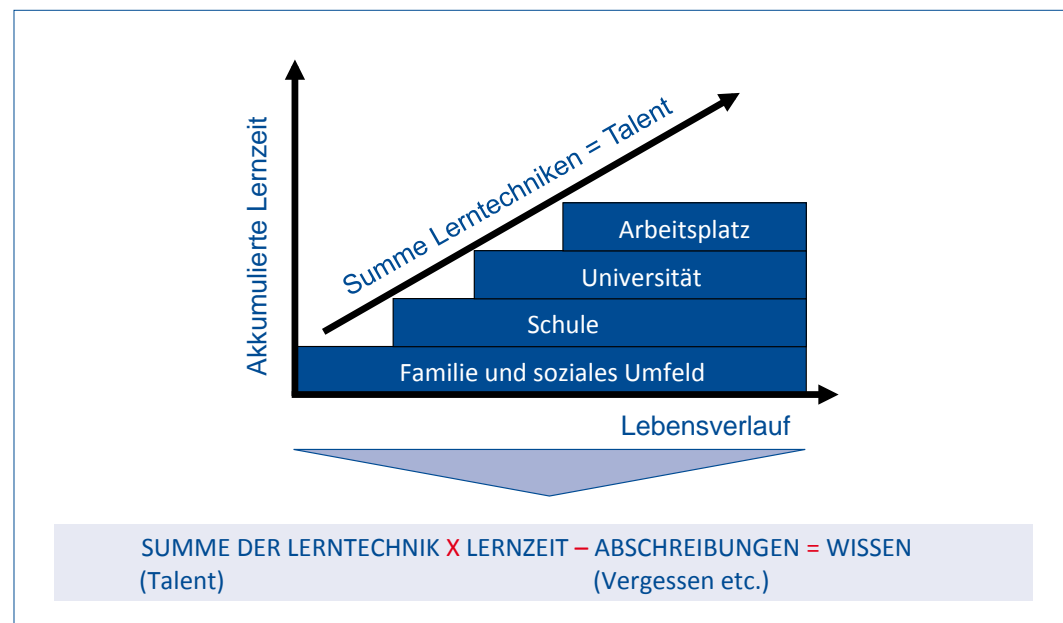 Akkumulierte Lernzeit
Summe Lerntechniken = Talent
Arbeitsplatz
Universität
Schule
Familie und soziales Umfeld
Lebensverlauf
SUMME DER LERNTECHNIK X LERNZEIT – ABSCHREIBUNGEN = WISSEN
(Talent) (Vergessen etc.)